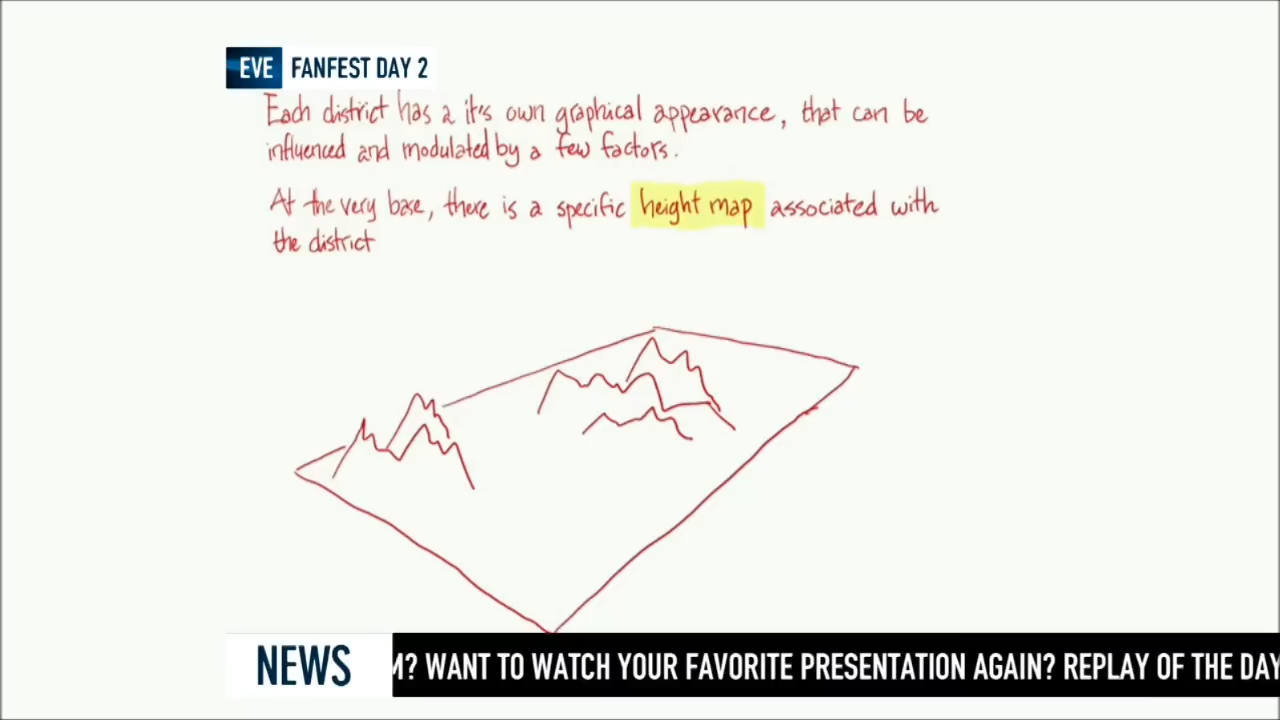 EVE FANFEST DAY 2
Each district has a it's own graphical appearance, that can be
influenced and modulated by a few factors.
At the very base, there is a specific height map associated with
the district
NEWS M? WANT TO WATCH YOUR FAVORITE PRESENTATION AGAIN? REPLAY OF THE DAY